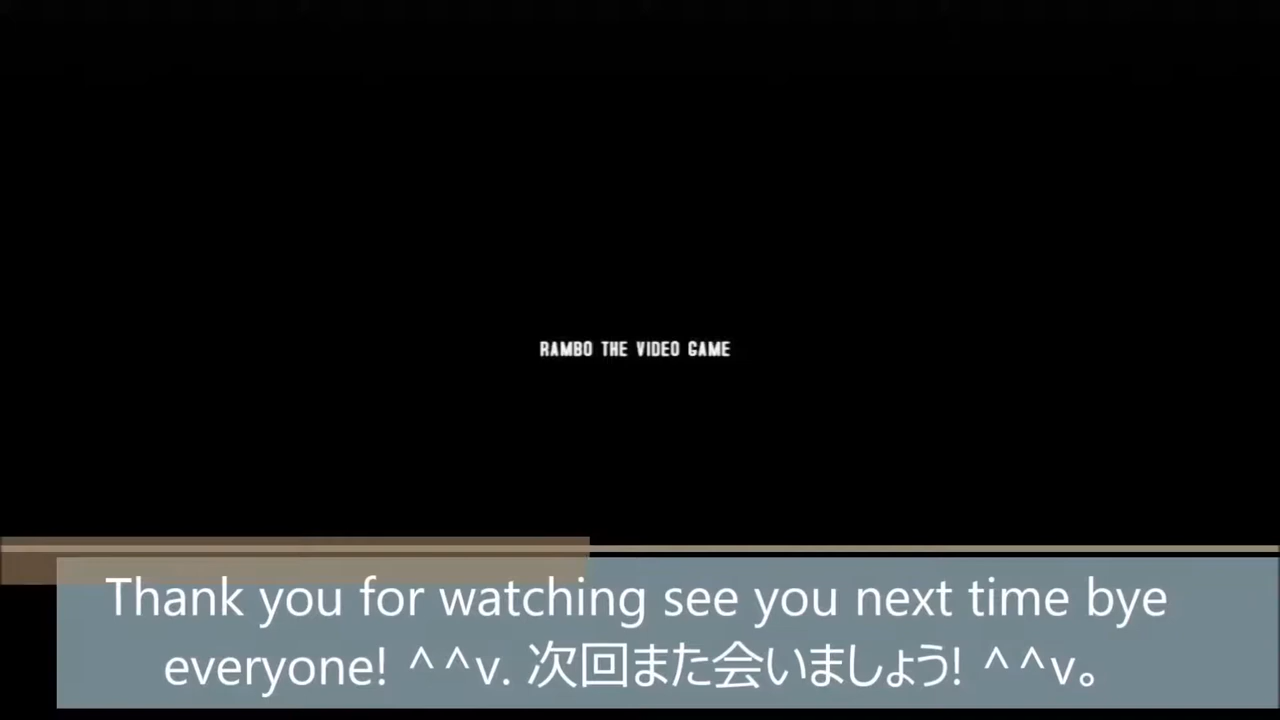 RAMBO THE VIDEO GAME
Thank you for watching see you next time bye
everyone! ^^v. 次回また会いましょう! ^^v。